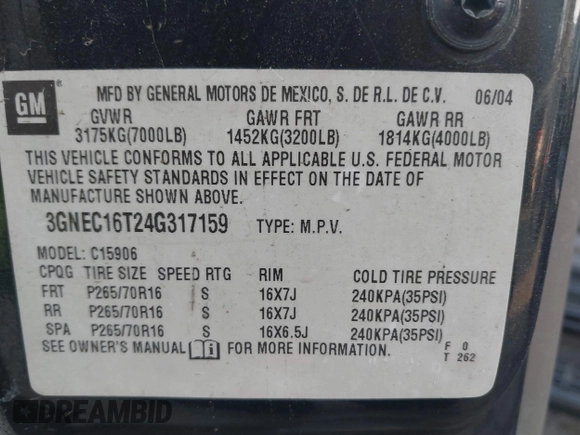 GM
MFD BY GENERAL MOTORS DE MEXICO, S. DE R.L. DE C.V. 06/04
GVWR GAWR FRT GAWR RR
3175KG(7000LB) 1452KG(3200LB) 1814KG(4000LB)
THIS VEHICLE CONFORMS TO ALL APPLICABLE U.S. FEDERAL MOTOR
VEHICLE SAFETY STANDARDS IN EFFECT ON THE DATE OF
MANUFACTURE SHOWN ABOVE.
3GNEC16T24G317159 TYPE: M.P.V.
MODEL: C15906
CPQG TIRE SIZE SPEED RTG RIM COLD TIRE PRESSURE
FRT P265/70R16 S 16X7J 240KPA(35PSI)
RR P265/70R16 S 16X7J 240KPA(35PSI)
SPA P265/70R16 S 16X6.5J 240KPA(35PSI)
SEE OWNER'S MANUAL FOR MORE INFORMATION. F 0
T 262
DREAMBID